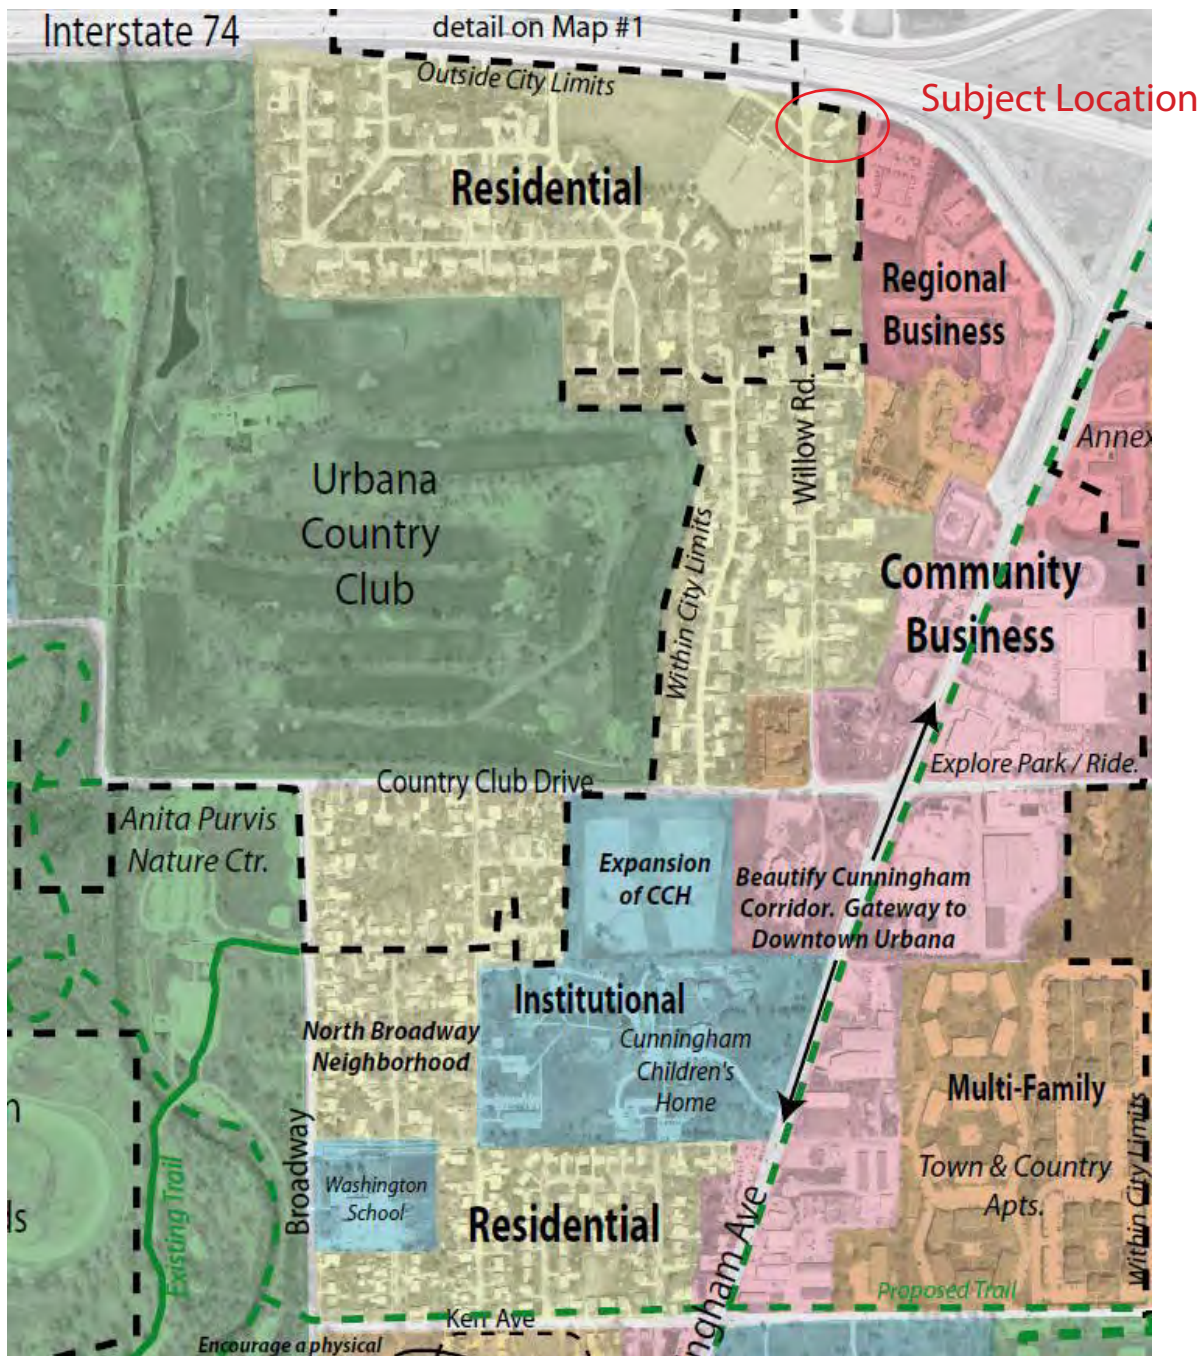 Interstate 74
detail on Map #1
Outside City Limits
Subject Location
Residential
Regional
Business
Annex
Willow Rd.
Urbana
Country
Club
Within City Limits
Community
Business
Explore Park / Ride.
Country Club Drive
Anita Purvis
Nature Ctr.
Expansion
of CCH
Beautify Cunningham
Corridor. Gateway to
Downtown Urbana
Institutional
Cunningham
Children's
Home
North Broadway
Neighborhood
Multi-Family
Town & Country
Apts.
Within City Limits
Broadway
Existing Trail
Washington
School
Residential
ngham Ave
Proposed Trail
Kerr Ave
Encourage a physical